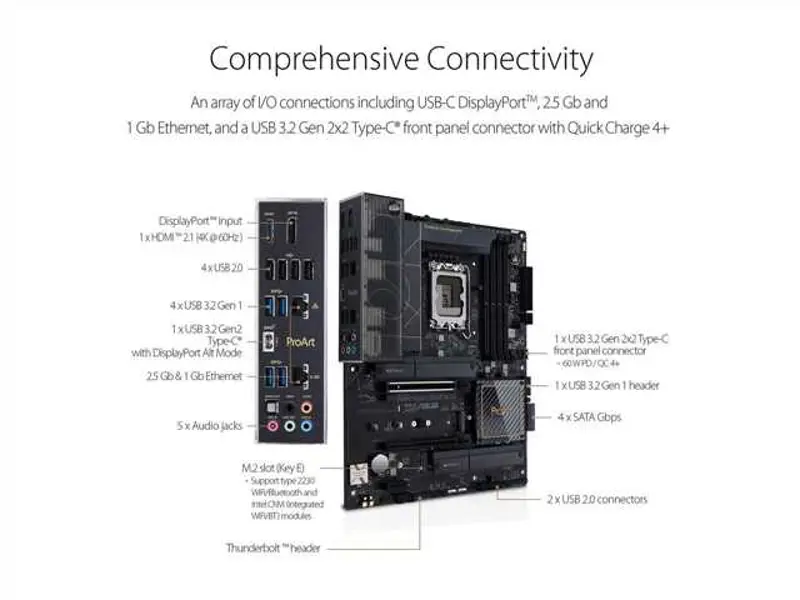 Comprehensive Connectivity
An array of I/O connections including USB-C DisplayPort™, 2.5 Gb and
1 Gb Ethernet, and a USB 3.2 Gen 2x2 Type-C® front panel connector with Quick Charge 4+
DisplayPort™ input
1 x HDMI™ 2.1 (4K @ 60Hz)
4 x USB 2.0
4 x USB 3.2 Gen 1
1 x USB 3.2 Gen2
Type-C®
with DisplayPort Alt Mode
2.5 Gb & 1 Gb Ethernet
5 x Audio jacks
ProArt
1 x USB 3.2 Gen 2x2 Type-C
front panel connector
- 60W PD / QC 4+
1 x USB 3.2 Gen 1 header
4 x SATA Gbps
M.2 slot (Key E)
• Support type 2230
WiFi/Bluetooth and
Intel CNVi (Integrated
WiFi/BT) modules
2 x USB 2.0 connectors
Thunderbolt™ header